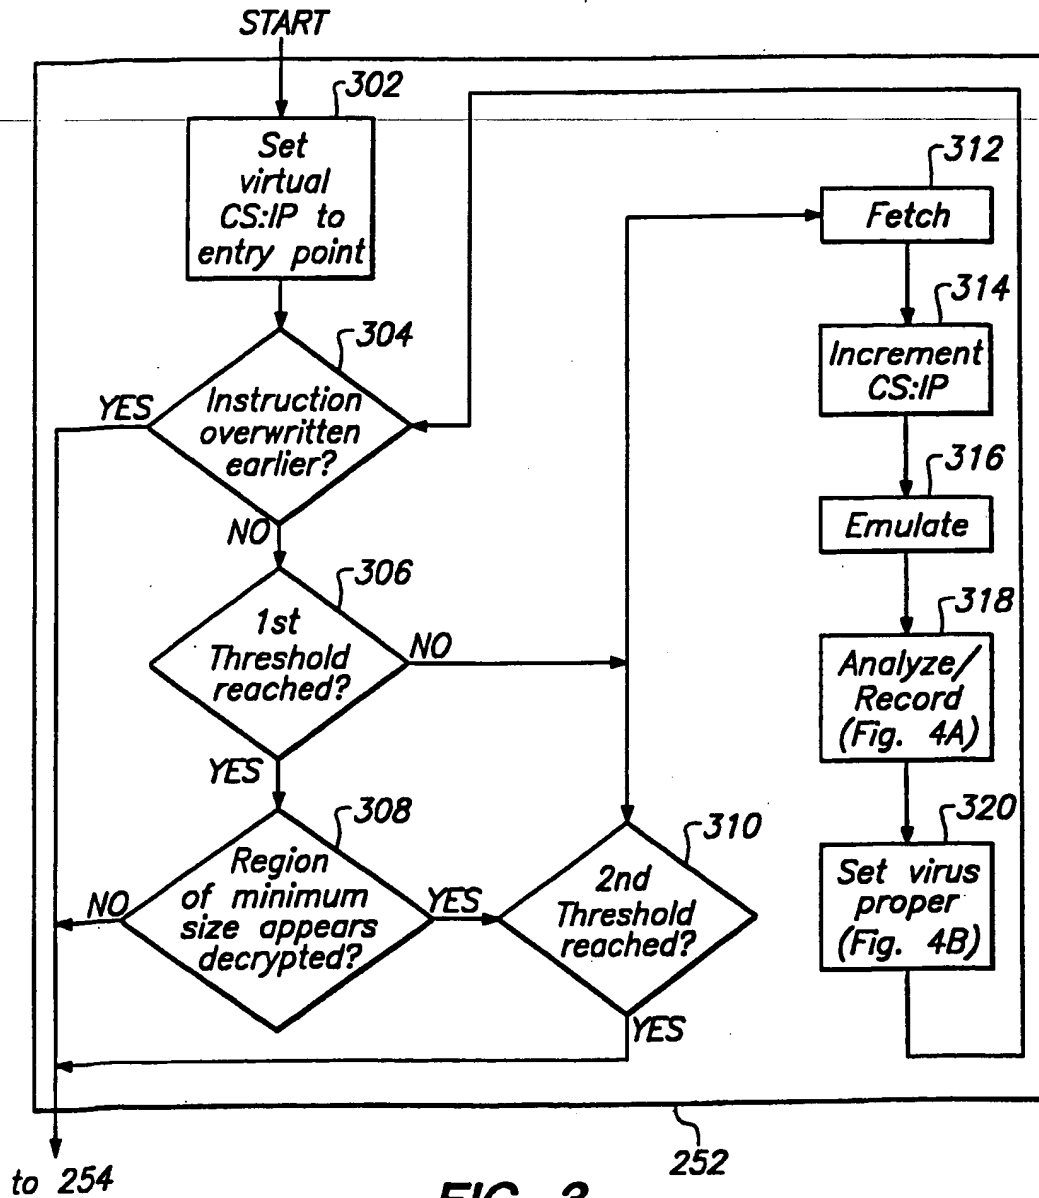 START
302
Set
virtual
CS:IP to
entry point
304
YES
Instruction
overwritten
earlier?
NO
306
1st
Threshold
reached?
NO
YES
308
Region
of minimum
size appears
decrypted?
NO
YES
310
2nd
Threshold
reached?
YES
312
Fetch
314
Increment
CS:IP
316
Emulate
318
Analyze/
Record
(Fig. 4A)
320
Set virus
proper
(Fig. 4B)
252
to 254
FIG. 3